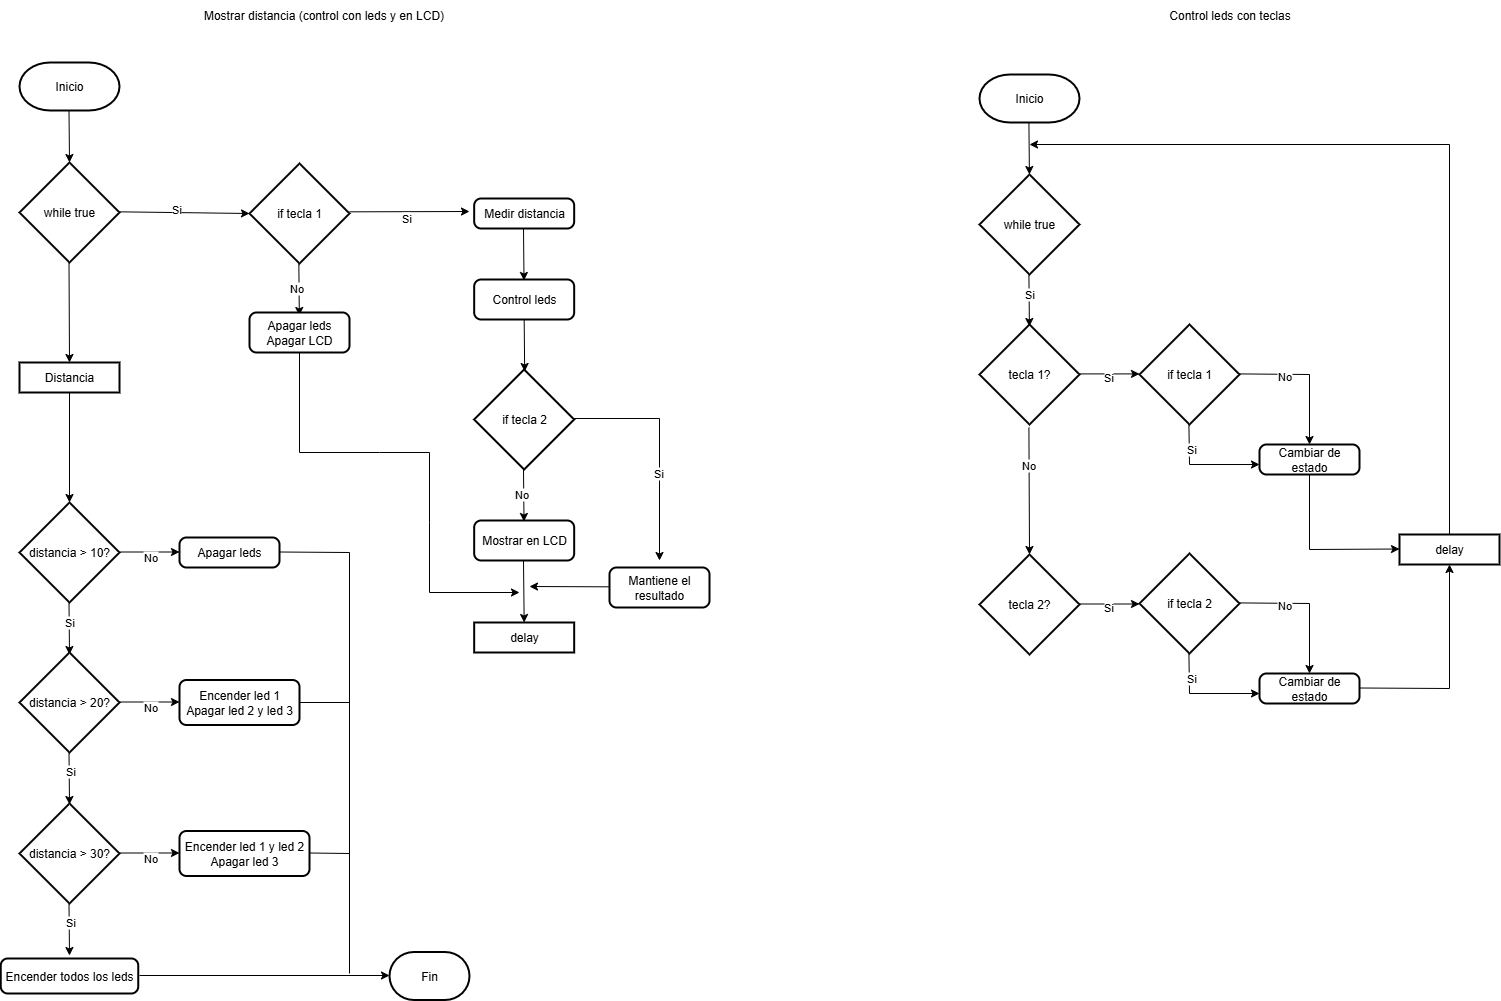 Mostrar distancia (control con leds y en LCD)
Inicio
while true
Si
if tecla 1
Si
Medir distancia
Control leds
No
Apagar leds
Apagar LCD
if tecla 2
Si
No
Mostrar en LCD
Mantiene el
resultado
delay
Distancia
distancia > 10?
No
Apagar leds
Si
distancia > 20?
No
Encender led 1
Apagar led 2 y led 3
Si
distancia > 30?
No
Encender led 1 y led 2
Apagar led 3
Si
Encender todos los leds
Fin
Control leds con teclas
Inicio
while true
Si
tecla 1?
Si
if tecla 1
No
Si
Cambiar de
estado
No
delay
tecla 2?
Si
if tecla 2
No
Si
Cambiar de
estado